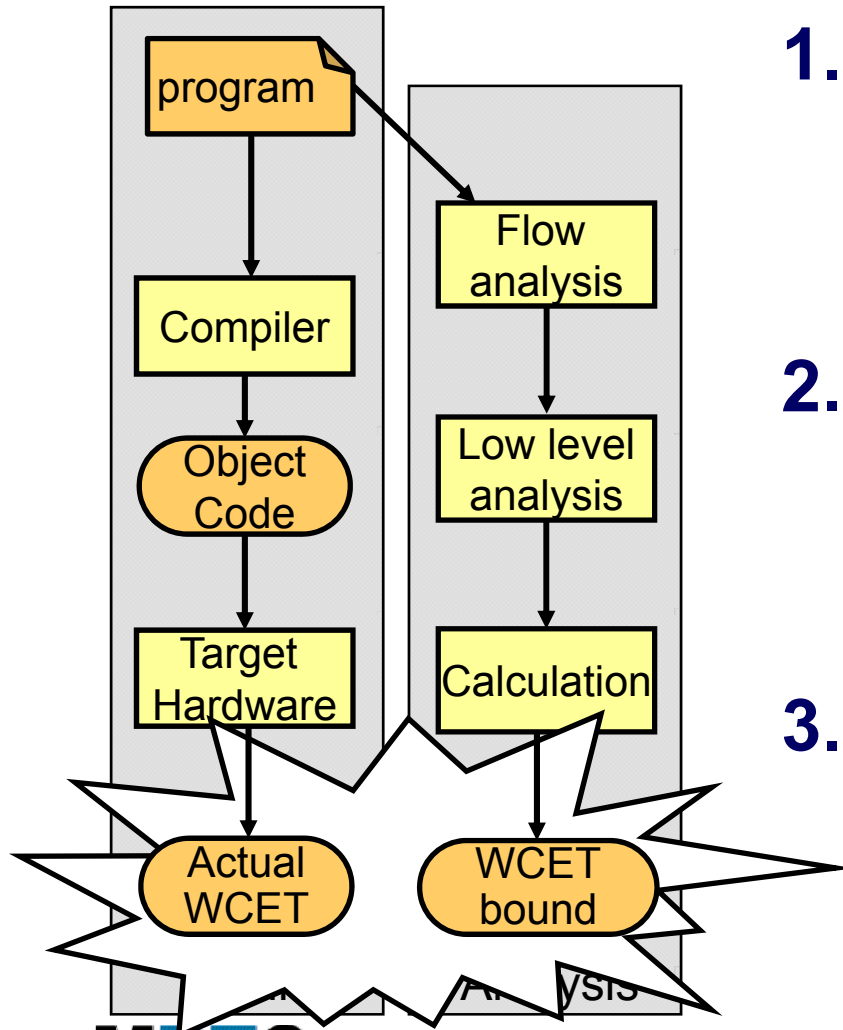 program
Flow
analysis
Compiler
Low level
analysis
Object
Code
Target
Hardware
Calculation
Actual
WCET
WCET
bound
1.
2.
3.